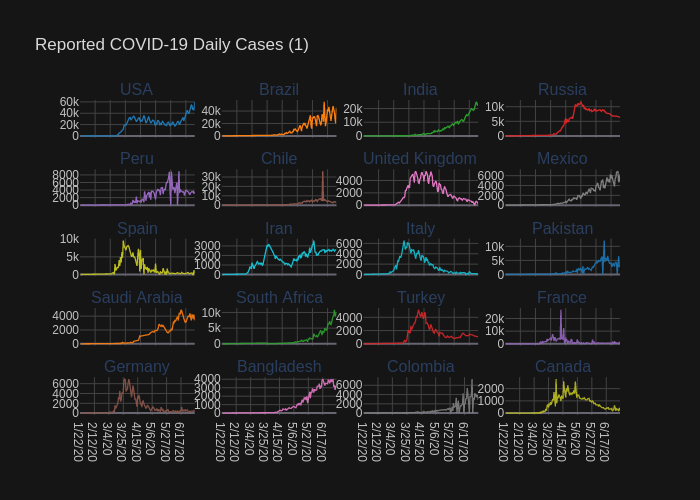 Reported COVID-19 Daily Cases (1)
USA Brazil India Russia
60k 40k 20k 0
40k 20k 0
20k 10k 0
10k 5k 0
Peru Chile United Kingdom Mexico
8000 6000 4000 2000 0
30k 20k 10k 0
4000 2000 0
6000 4000 2000 0
Spain Iran Italy Pakistan
10k 5k 0
3000 2000 1000 0
6000 4000 2000 0
10k 5k 0
Saudi Arabia South Africa Turkey France
4000 2000 0
10k 5k 0
4000 2000 0
20k 10k 0
Germany Bangladesh Colombia Canada
6000 4000 2000 0
4000 3000 2000 1000 0
6000 4000 2000 0
2000 1000 0
1/22/20 2/12/20 3/4/20 3/25/20 4/15/20 5/6/20 5/27/20 6/17/20
1/22/20 2/12/20 3/4/20 3/25/20 4/15/20 5/6/20 5/27/20 6/17/20
1/22/20 2/12/20 3/4/20 3/25/20 4/15/20 5/6/20 5/27/20 6/17/20
1/22/20 2/12/20 3/4/20 3/25/20 4/15/20 5/6/20 5/27/20 6/17/20